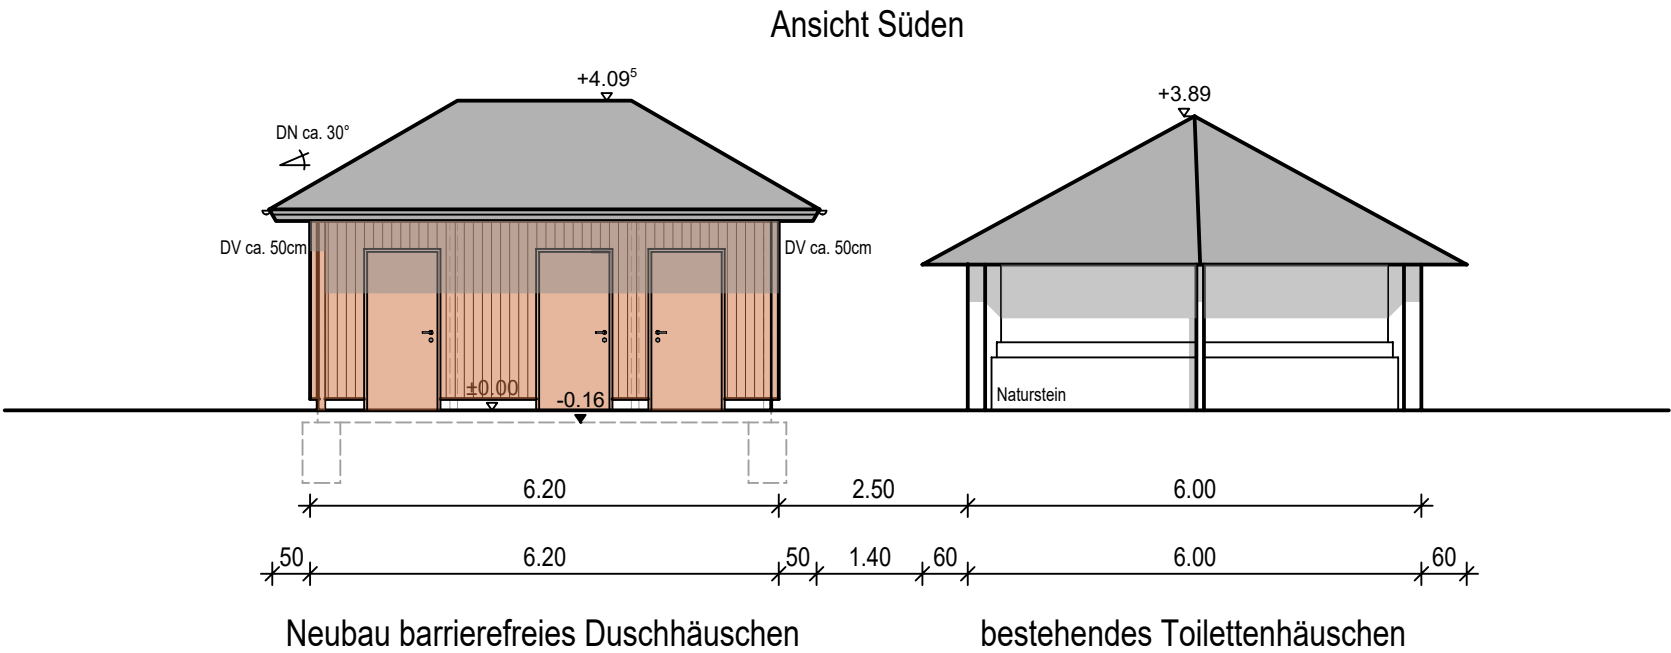 Ansicht Süden
+4.09⁵
+3.89
DN ca. 30°
DV ca. 50cm
DV ca. 50cm
±0.00
-0.16
Naturstein
6.20 2.50 6.00
50 6.20 50 1.40 60 6.00 60
Neubau barrierefreies Duschhäuschen bestehendes Toilettenhäuschen